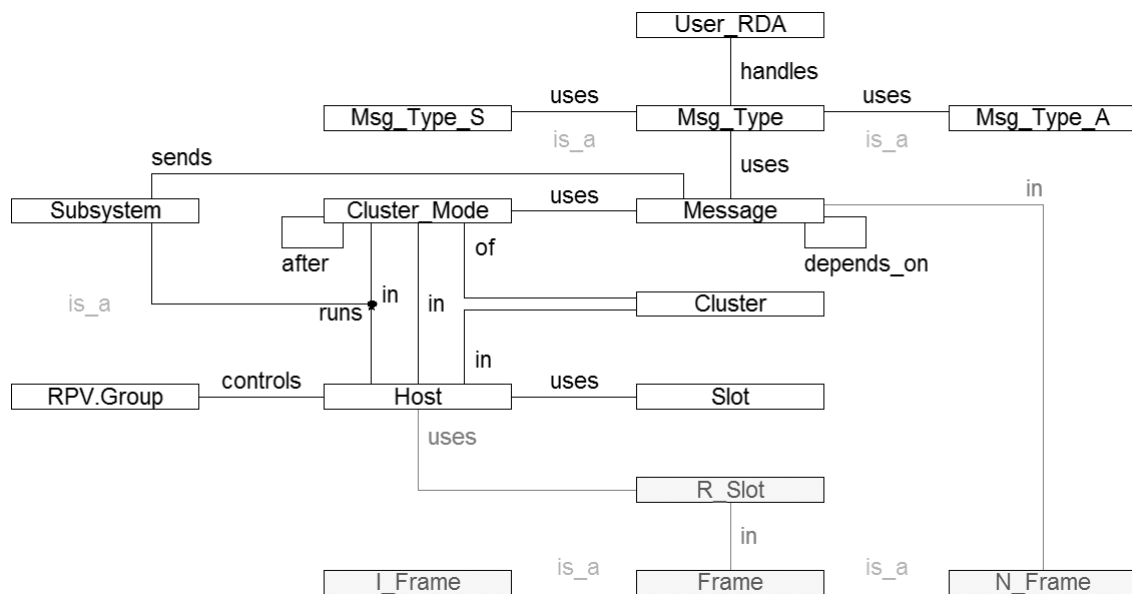 User_RDA
handles
Msg_Type_S uses Msg_Type uses Msg_Type_A
is_a is_a
sends uses in
Subsystem Cluster_Mode uses Message
after of depends_on
is_a runs in in Cluster
in
RPV.Group controls Host uses Slot
uses
R_Slot
in
is_a is_a
I_Frame Frame N_Frame